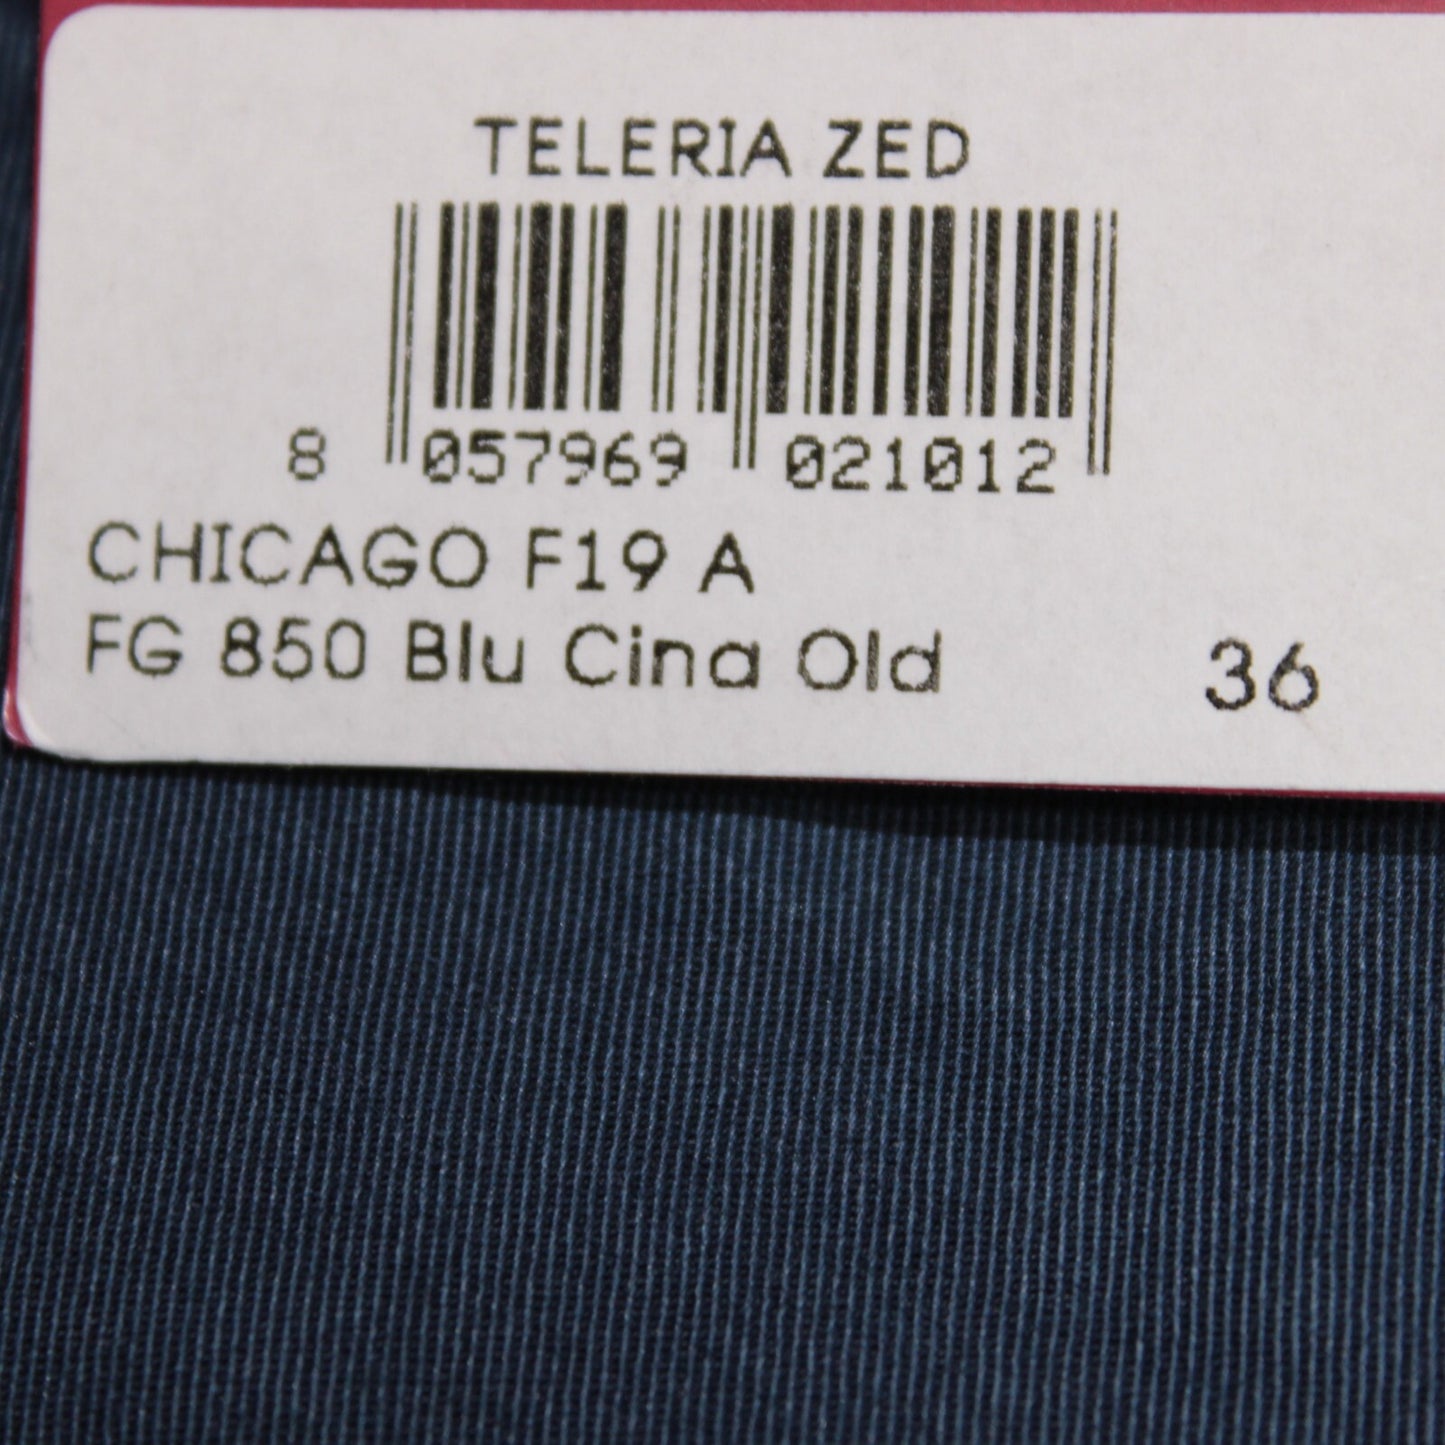 TELERIA ZED
8 057969 021012
CHICAGO F19 A
FG 850 Blu Cina Old 36